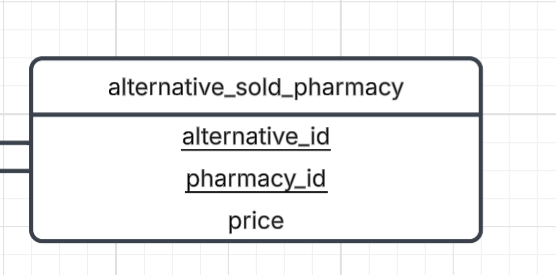 alternative_sold_pharmacy
alternative_id
pharmacy_id
price